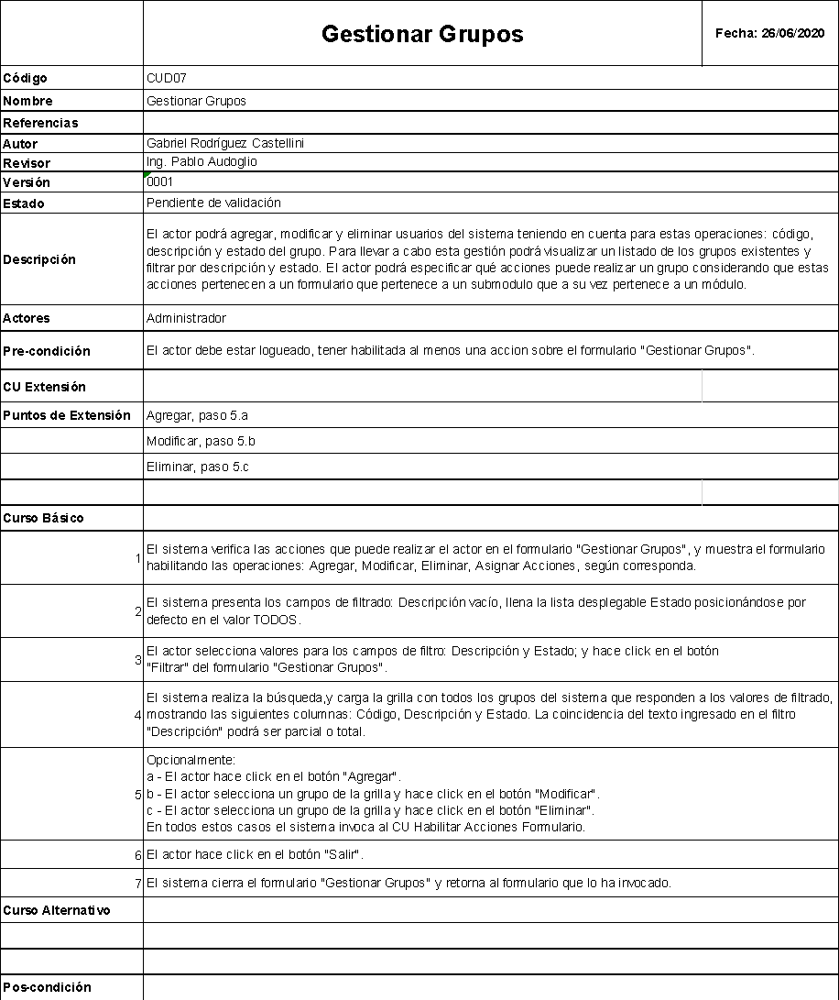 Gestionar Grupos
Fecha: 26/06/2020
Código
CUD07
Nombre
Gestionar Grupos
Referencias
Autor
Gabriel Rodríguez Castellini
Revisor
Ing. Pablo Audoglio
Versión
0001
Estado
Pendiente de validación
Descripción
El actor podrá agregar, modificar y eliminar usuarios del sistema teniendo en cuenta para estas operaciones: código,
descripción y estado del grupo. Para llevar a cabo esta gestión podrá visualizar un listado de los grupos existentes y
filtrar por descripción y estado. El actor podrá especificar qué acciones puede realizar un grupo considerando que estas
acciones pertenecen a un formulario que pertenece a un submodulo que a su vez pertenece a un módulo.
Actores
Administrador
Pre-condición
El actor debe estar logueado, tener habilitada al menos una accion sobre el formulario "Gestionar Grupos".
CU Extensión
Puntos de Extensión
Agregar, paso 5.a
Modificar, paso 5.b
Eliminar, paso 5.c
Curso Básico
1
El sistema verifica las acciones que puede realizar el actor en el formulario "Gestionar Grupos", y muestra el formulario
habilitando las operaciones: Agregar, Modificar, Eliminar, Asignar Acciones, según corresponda.
2
El sistema presenta los campos de filtrado: Descripción vacío, llena la lista desplegable Estado posicionándose por
defecto en el valor TODOS.
3
El actor selecciona valores para los campos de filtro: Descripción y Estado; y hace click en el botón
"Filtrar" del formulario "Gestionar Grupos".
4
El sistema realiza la búsqueda,y carga la grilla con todos los grupos del sistema que responden a los valores de filtrado,
mostrando las siguientes columnas: Código, Descripción y Estado. La coincidencia del texto ingresado en el filtro
"Descripción" podrá ser parcial o total.
5
Opcionalmente:
a - El actor hace click en el botón "Agregar".
b - El actor selecciona un grupo de la grilla y hace click en el botón "Modificar".
c - El actor selecciona un grupo de la grilla y hace click en el botón "Eliminar".
En todos estos casos el sistema invoca al CU Habilitar Acciones Formulario.
6
El actor hace click en el botón "Salir".
7
El sistema cierra el formulario "Gestionar Grupos" y retorna al formulario que lo ha invocado.
Curso Alternativo
Pos-condición